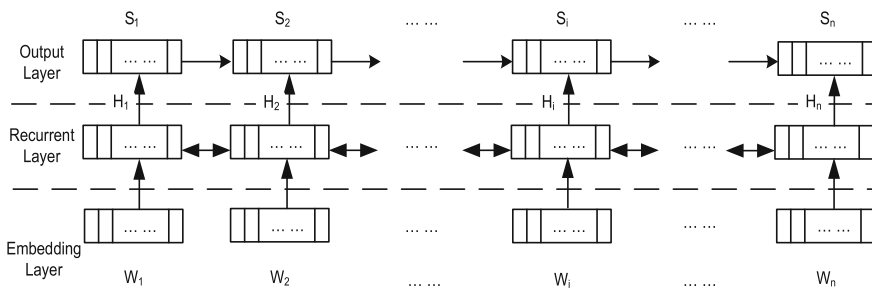 S1 S2 … … Si … … Sn
Output Layer
… … … … … … … …
H1 H2 Hi Hn
Recurrent Layer
… … … … … … … … … … … …
… … … … … … … … … … … …
Embedding Layer
W1 W2 … … Wi … … Wn